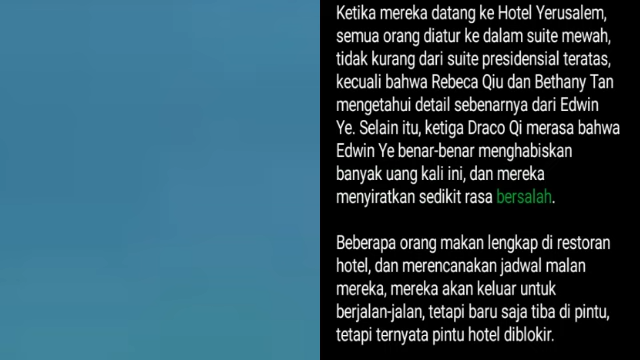 Ketika mereka datang ke Hotel Yerusalem,
semua orang diatur ke dalam suite mewah,
tidak kurang dari suite presidensial teratas,
kecuali bahwa Rebeca Qiu dan Bethany Tan
mengetahui detail sebenarnya dari Edwin
Ye. Selain itu, ketiga Draco Qi merasa bahwa
Edwin Ye benar-benar menghabiskan
banyak uang kali ini, dan mereka
menyiratkan sedikit rasa bersalah.
Beberapa orang makan lengkap di restoran
hotel, dan merencanakan jadwal malan
mereka, mereka akan keluar untuk
berjalan-jalan, tetapi baru saja tiba di pintu,
tetapi ternyata pintu hotel diblokir.